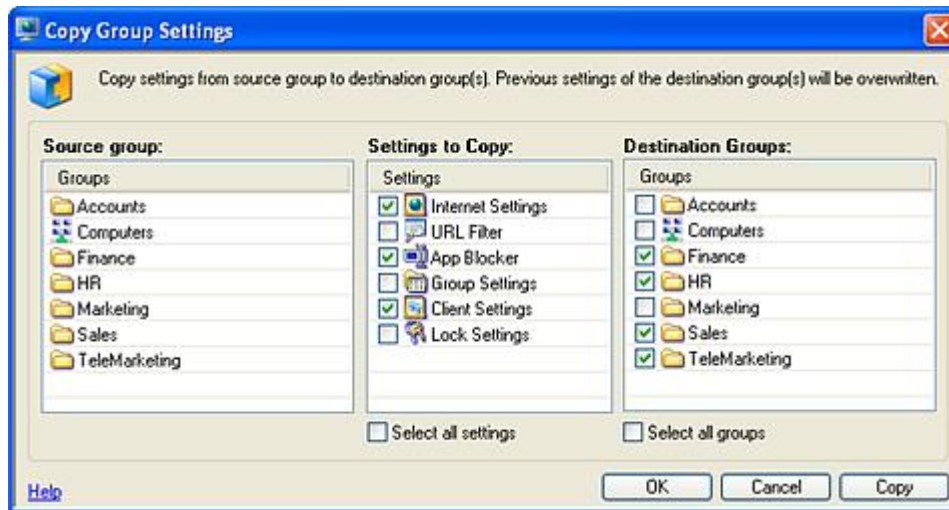 Copy Group Settings
Copy settings from source group to destination group(s). Previous settings of the destination group(s) will be overwritten.
Source group:
Groups
Accounts
Computers
Finance
HR
Marketing
Sales
TeleMarketing
Settings to Copy:
Settings
Internet Settings
URL Filter
App Blocker
Group Settings
Client Settings
Lock Settings
Select all settings
Destination Groups:
Groups
Accounts
Computers
Finance
HR
Marketing
Sales
TeleMarketing
Select all groups
Help
OK
Cancel
Copy